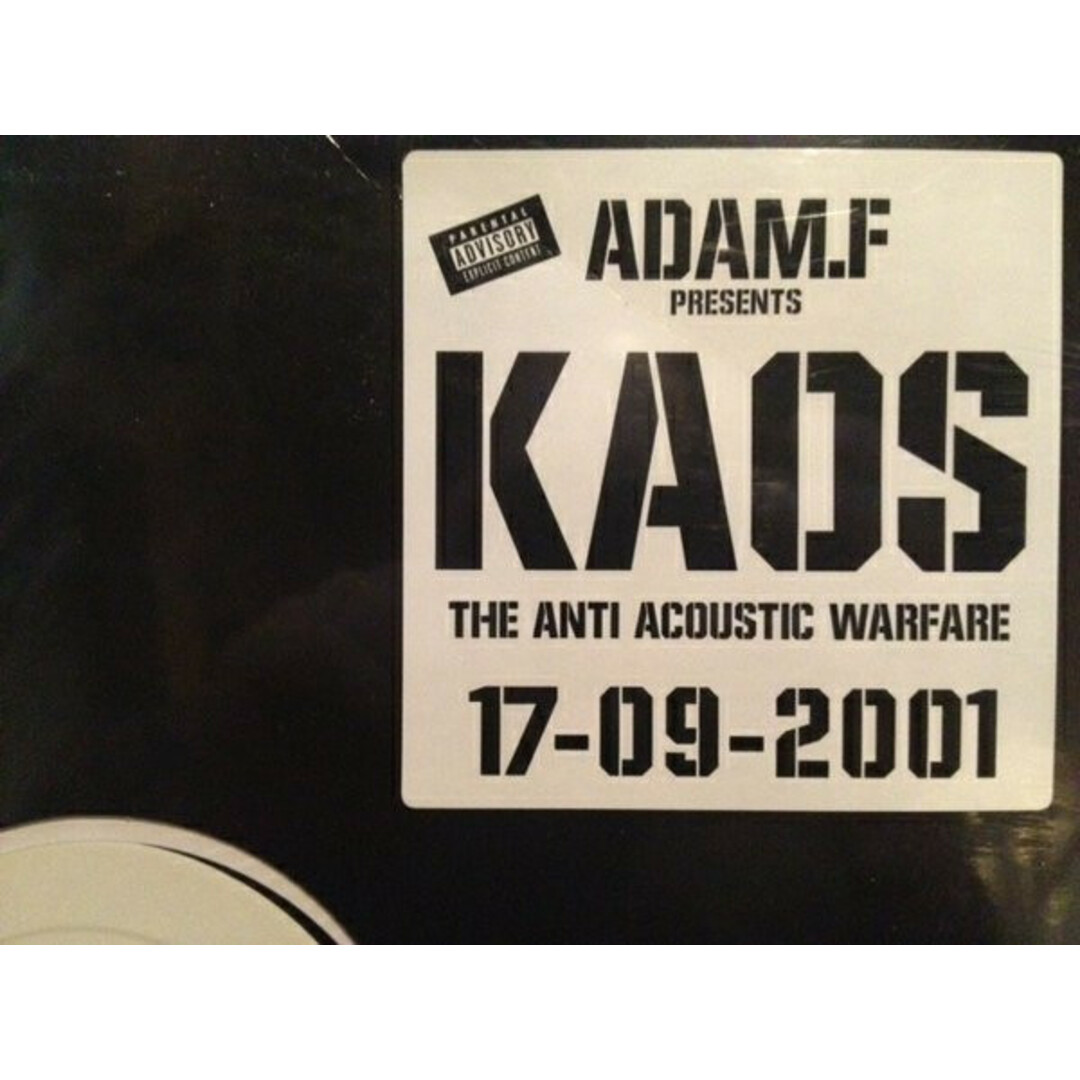 PARENTAL
ADVISORY
EXPLICIT CONTENT
ADAM.F
PRESENTS
KAOS
THE ANTI ACOUSTIC WARFARE
17-09-2001